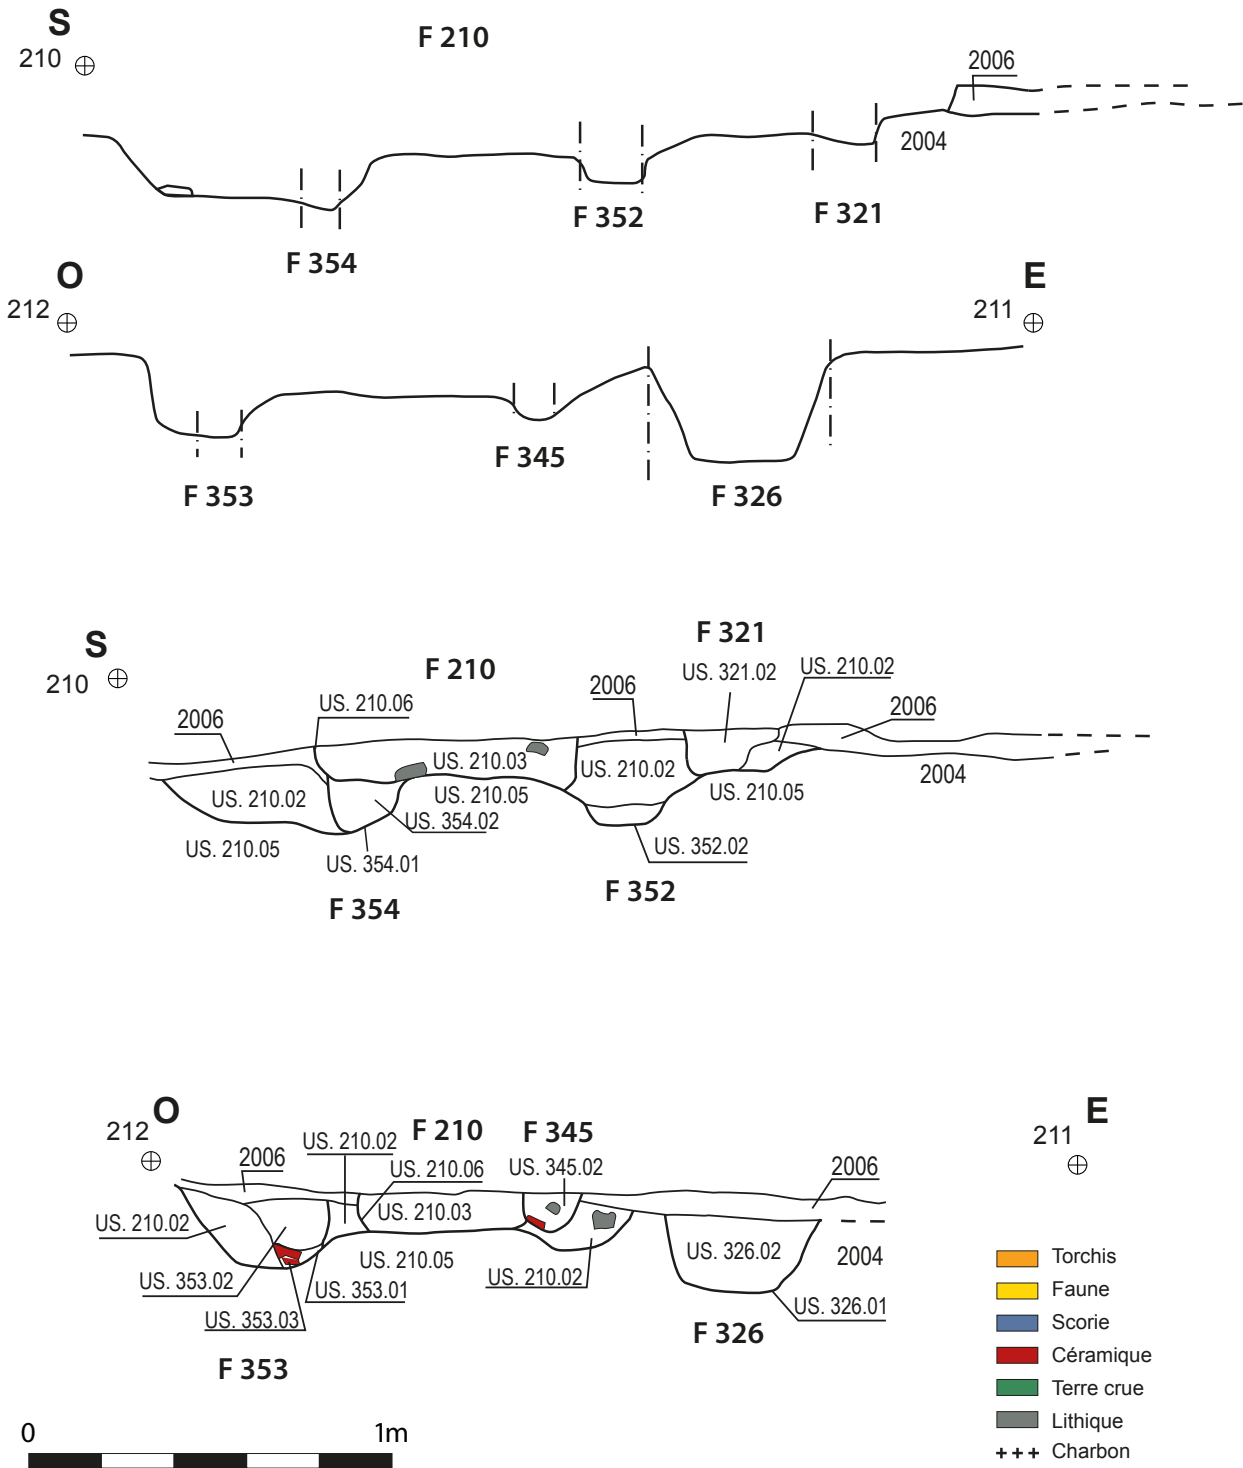 S
210
F 210
2006
2004
F 352
F 321
F 354
O
212
E
211
F 345
F 353
F 326
F 321
S
210
F 210
US. 321.02
US. 210.02
2006
US. 210.06
2006
2006
US. 210.03
US. 210.02
2004
US. 210.02
US. 210.05
US. 210.05
US. 354.02
US. 210.05
US. 354.01
US. 352.02
F 354
F 352
O
212
E
211
F 210
F 345
US. 210.02
2006
US. 210.06
US. 345.02
2006
US. 210.02
US. 210.03
US. 210.05
US. 326.02
2004
US. 353.02
US. 353.01
US. 210.02
US. 353.03
US. 326.01
F 326
F 353
Torchis
Faune
Scorie
Céramique
Terre crue
Lithique
+++ Charbon
0 1m